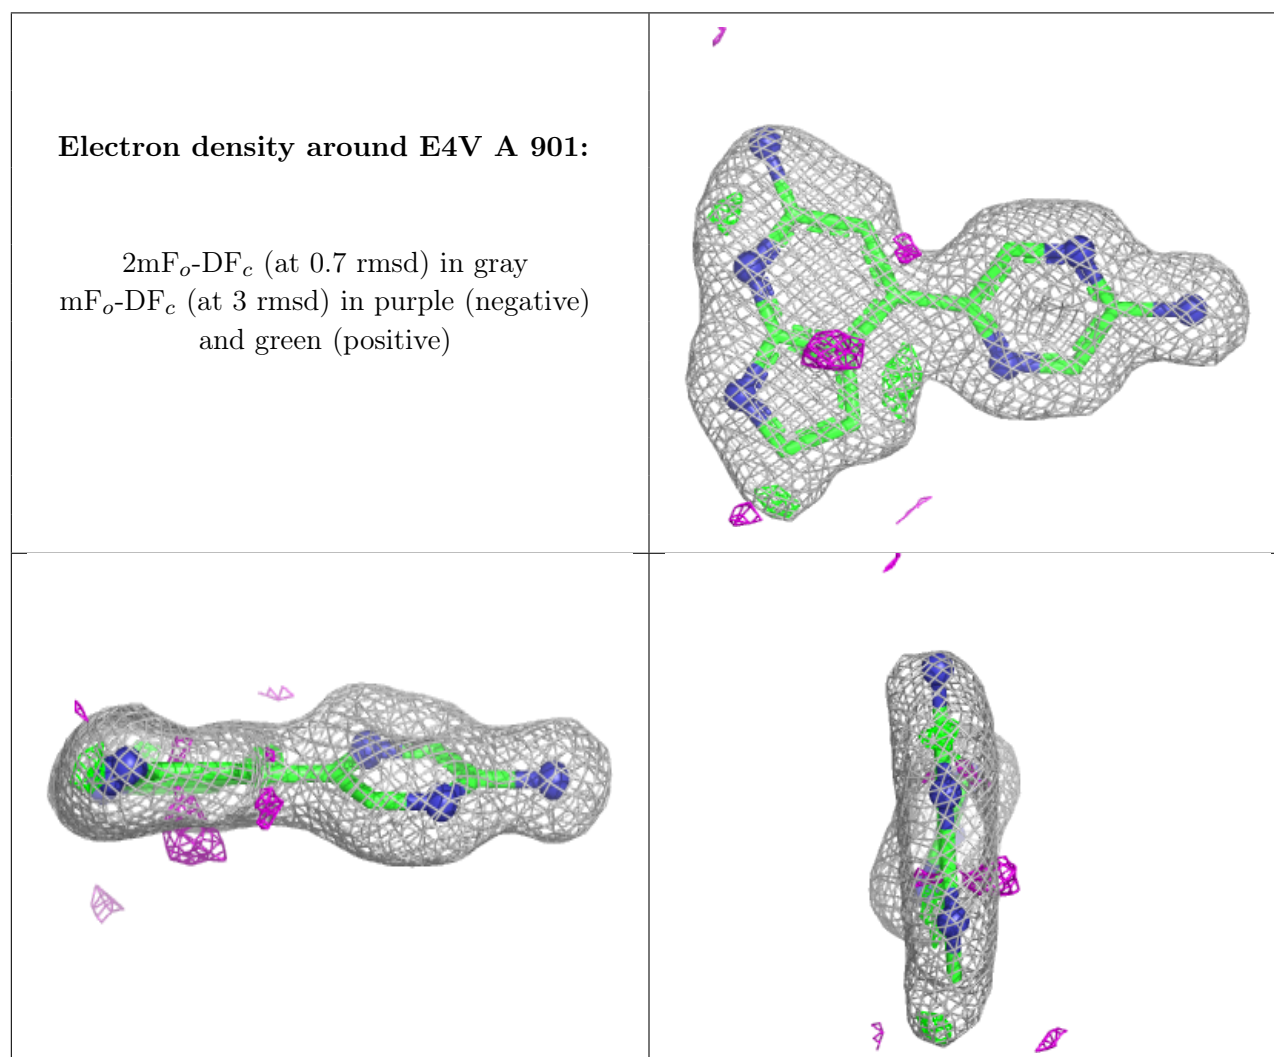 Electron density around E4V A 901:
2mFo-DFc (at 0.7 rmsd) in gray
mFo-DFc (at 3 rmsd) in purple (negative)
and green (positive)